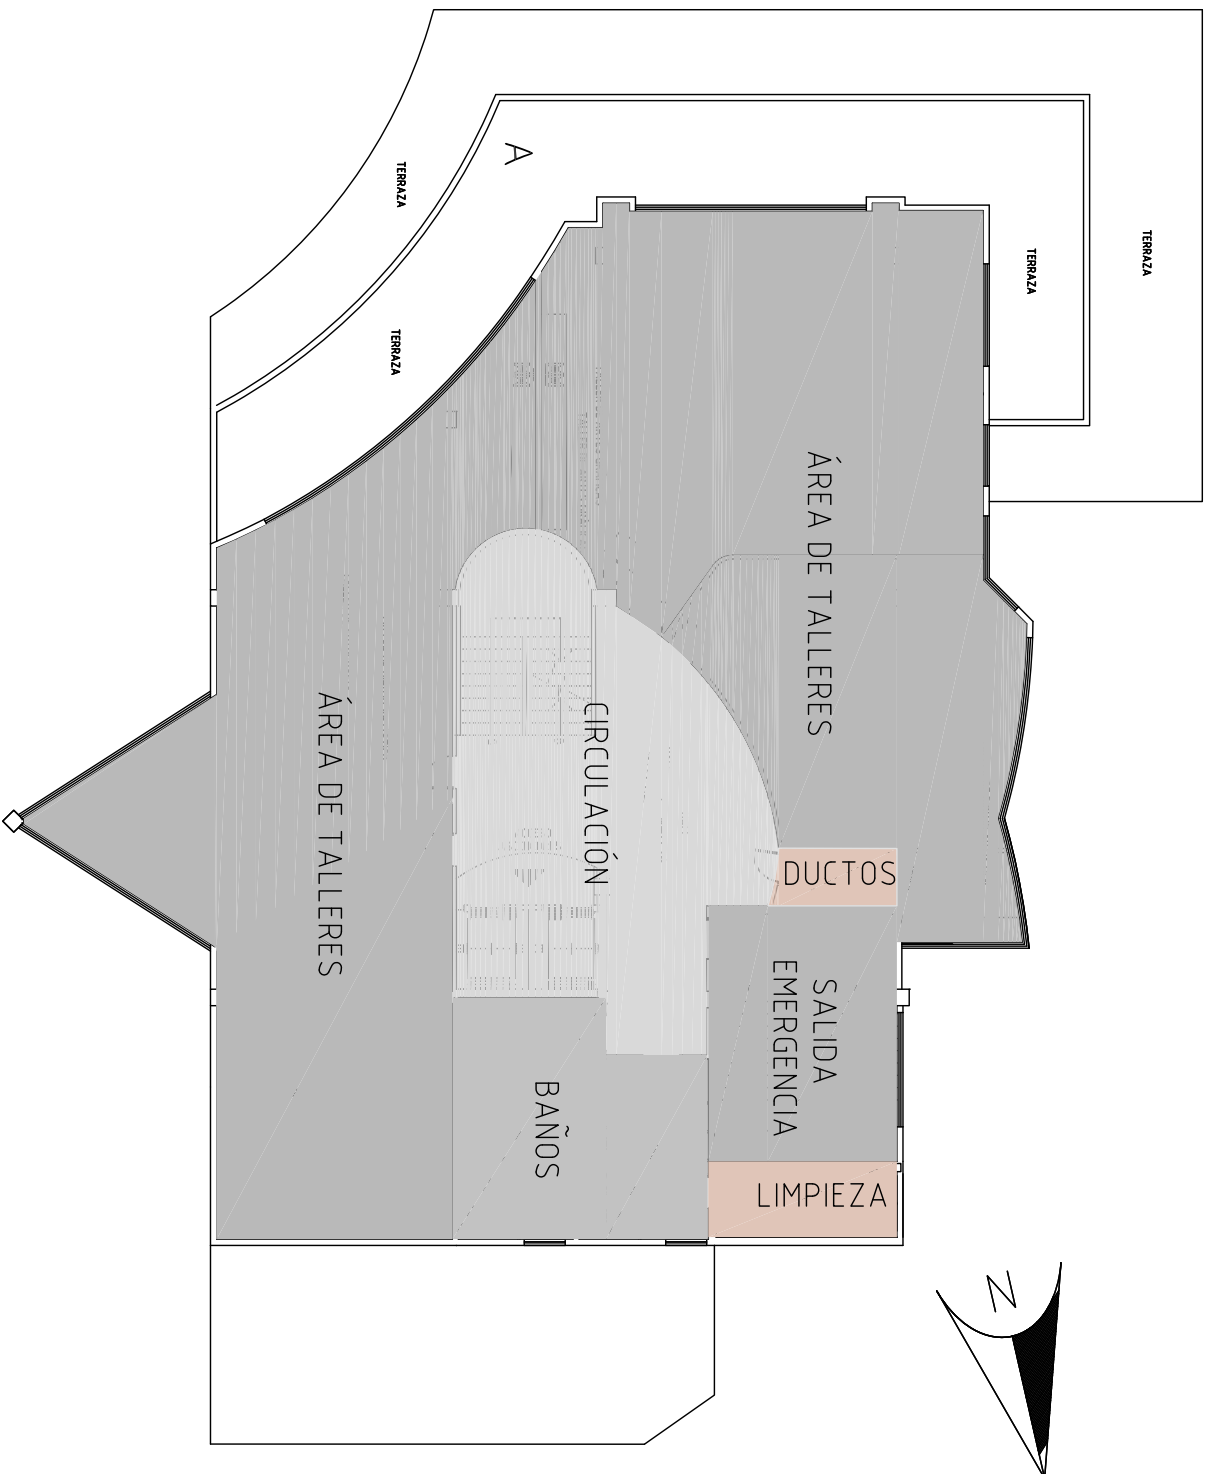 A
TERRAZA
TERRAZA
TERRAZA
TERRAZA
ÁREA DE TALLERES
ÁREA DE TALLERES
CIRCULACIÓN
DUCTOS
SALIDA
EMERGENCIA
BAÑOS
LIMPIEZA
N